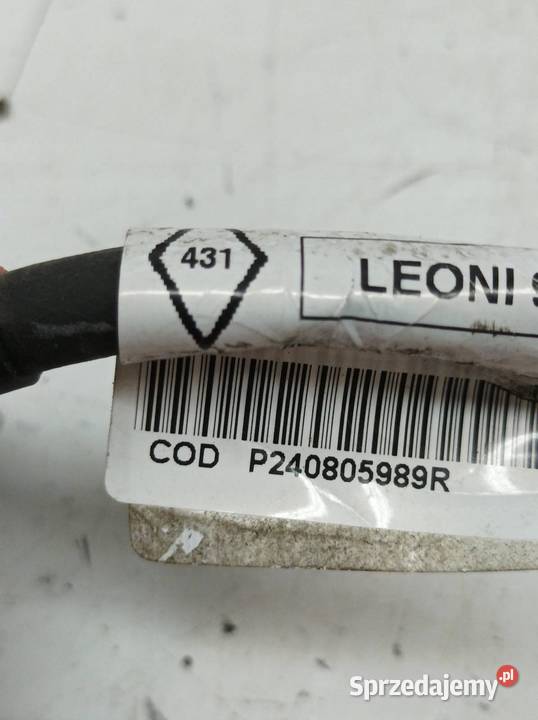 431
LEONI
COD P240805989R
Sprzedajemy.pl